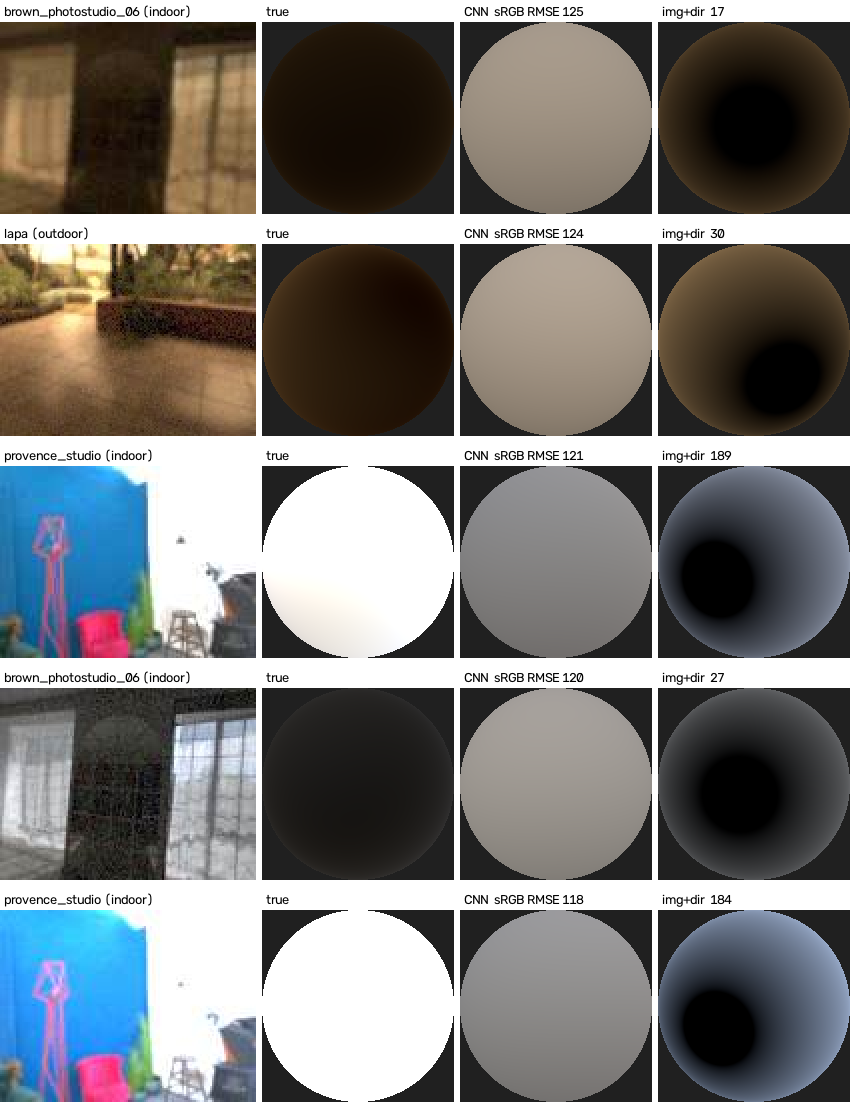 brown_photostudio_06 (indoor) true CNN sRGB RMSE 125 img+dir 17
lapa (outdoor) true CNN sRGB RMSE 124 img+dir 30
provence_studio (indoor) true CNN sRGB RMSE 121 img+dir 189
brown_photostudio_06 (indoor) true CNN sRGB RMSE 120 img+dir 27
provence_studio (indoor) true CNN sRGB RMSE 118 img+dir 184